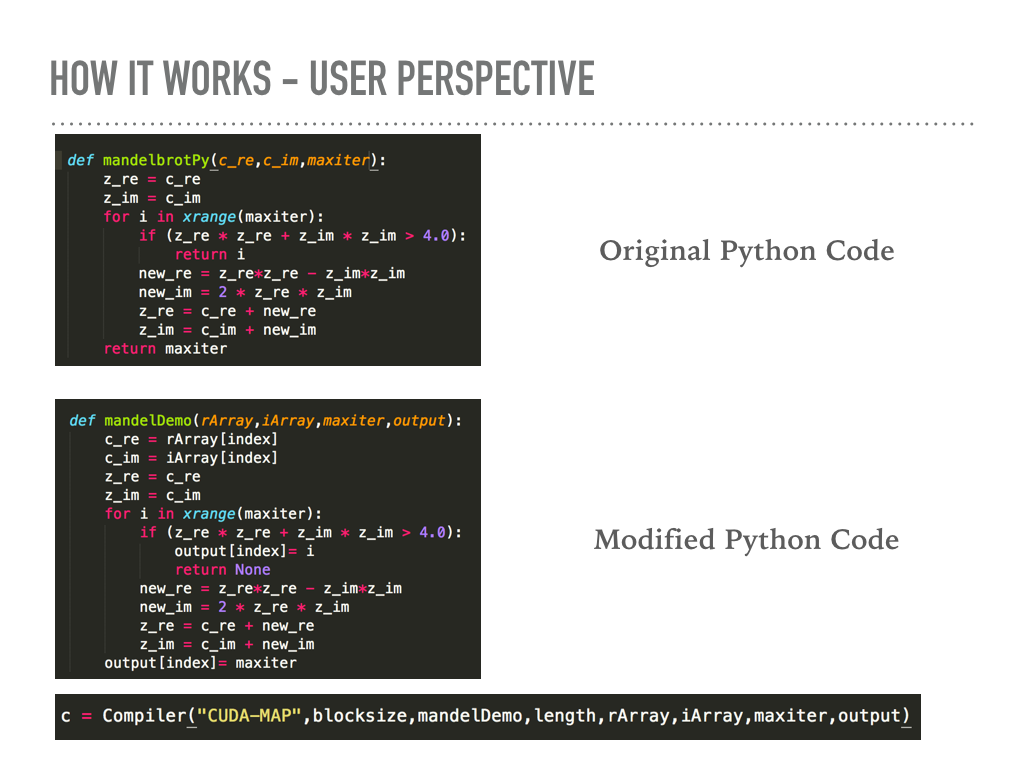 HOW IT WORKS - USER PERSPECTIVE
def mandelbrotPy(c_re,c_im,maxiter):
    z_re = c_re
    z_im = c_im
    for i in xrange(maxiter):
        if (z_re * z_re + z_im * z_im > 4.0):
            return i
        new_re = z_re*z_re - z_im*z_im
        new_im = 2 * z_re * z_im
        z_re = c_re + new_re
        z_im = c_im + new_im
    return maxiter
Original Python Code
def mandelDemo(rArray,iArray,maxiter,output):
    c_re = rArray[index]
    c_im = iArray[index]
    z_re = c_re
    z_im = c_im
    for i in xrange(maxiter):
        if (z_re * z_re + z_im * z_im > 4.0):
            output[index]= i
            return None
        new_re = z_re*z_re - z_im*z_im
        new_im = 2 * z_re * z_im
        z_re = c_re + new_re
        z_im = c_im + new_im
    output[index]= maxiter
Modified Python Code
c = Compiler("CUDA-MAP",blocksize,mandelDemo,length,rArray,iArray,maxiter,output)